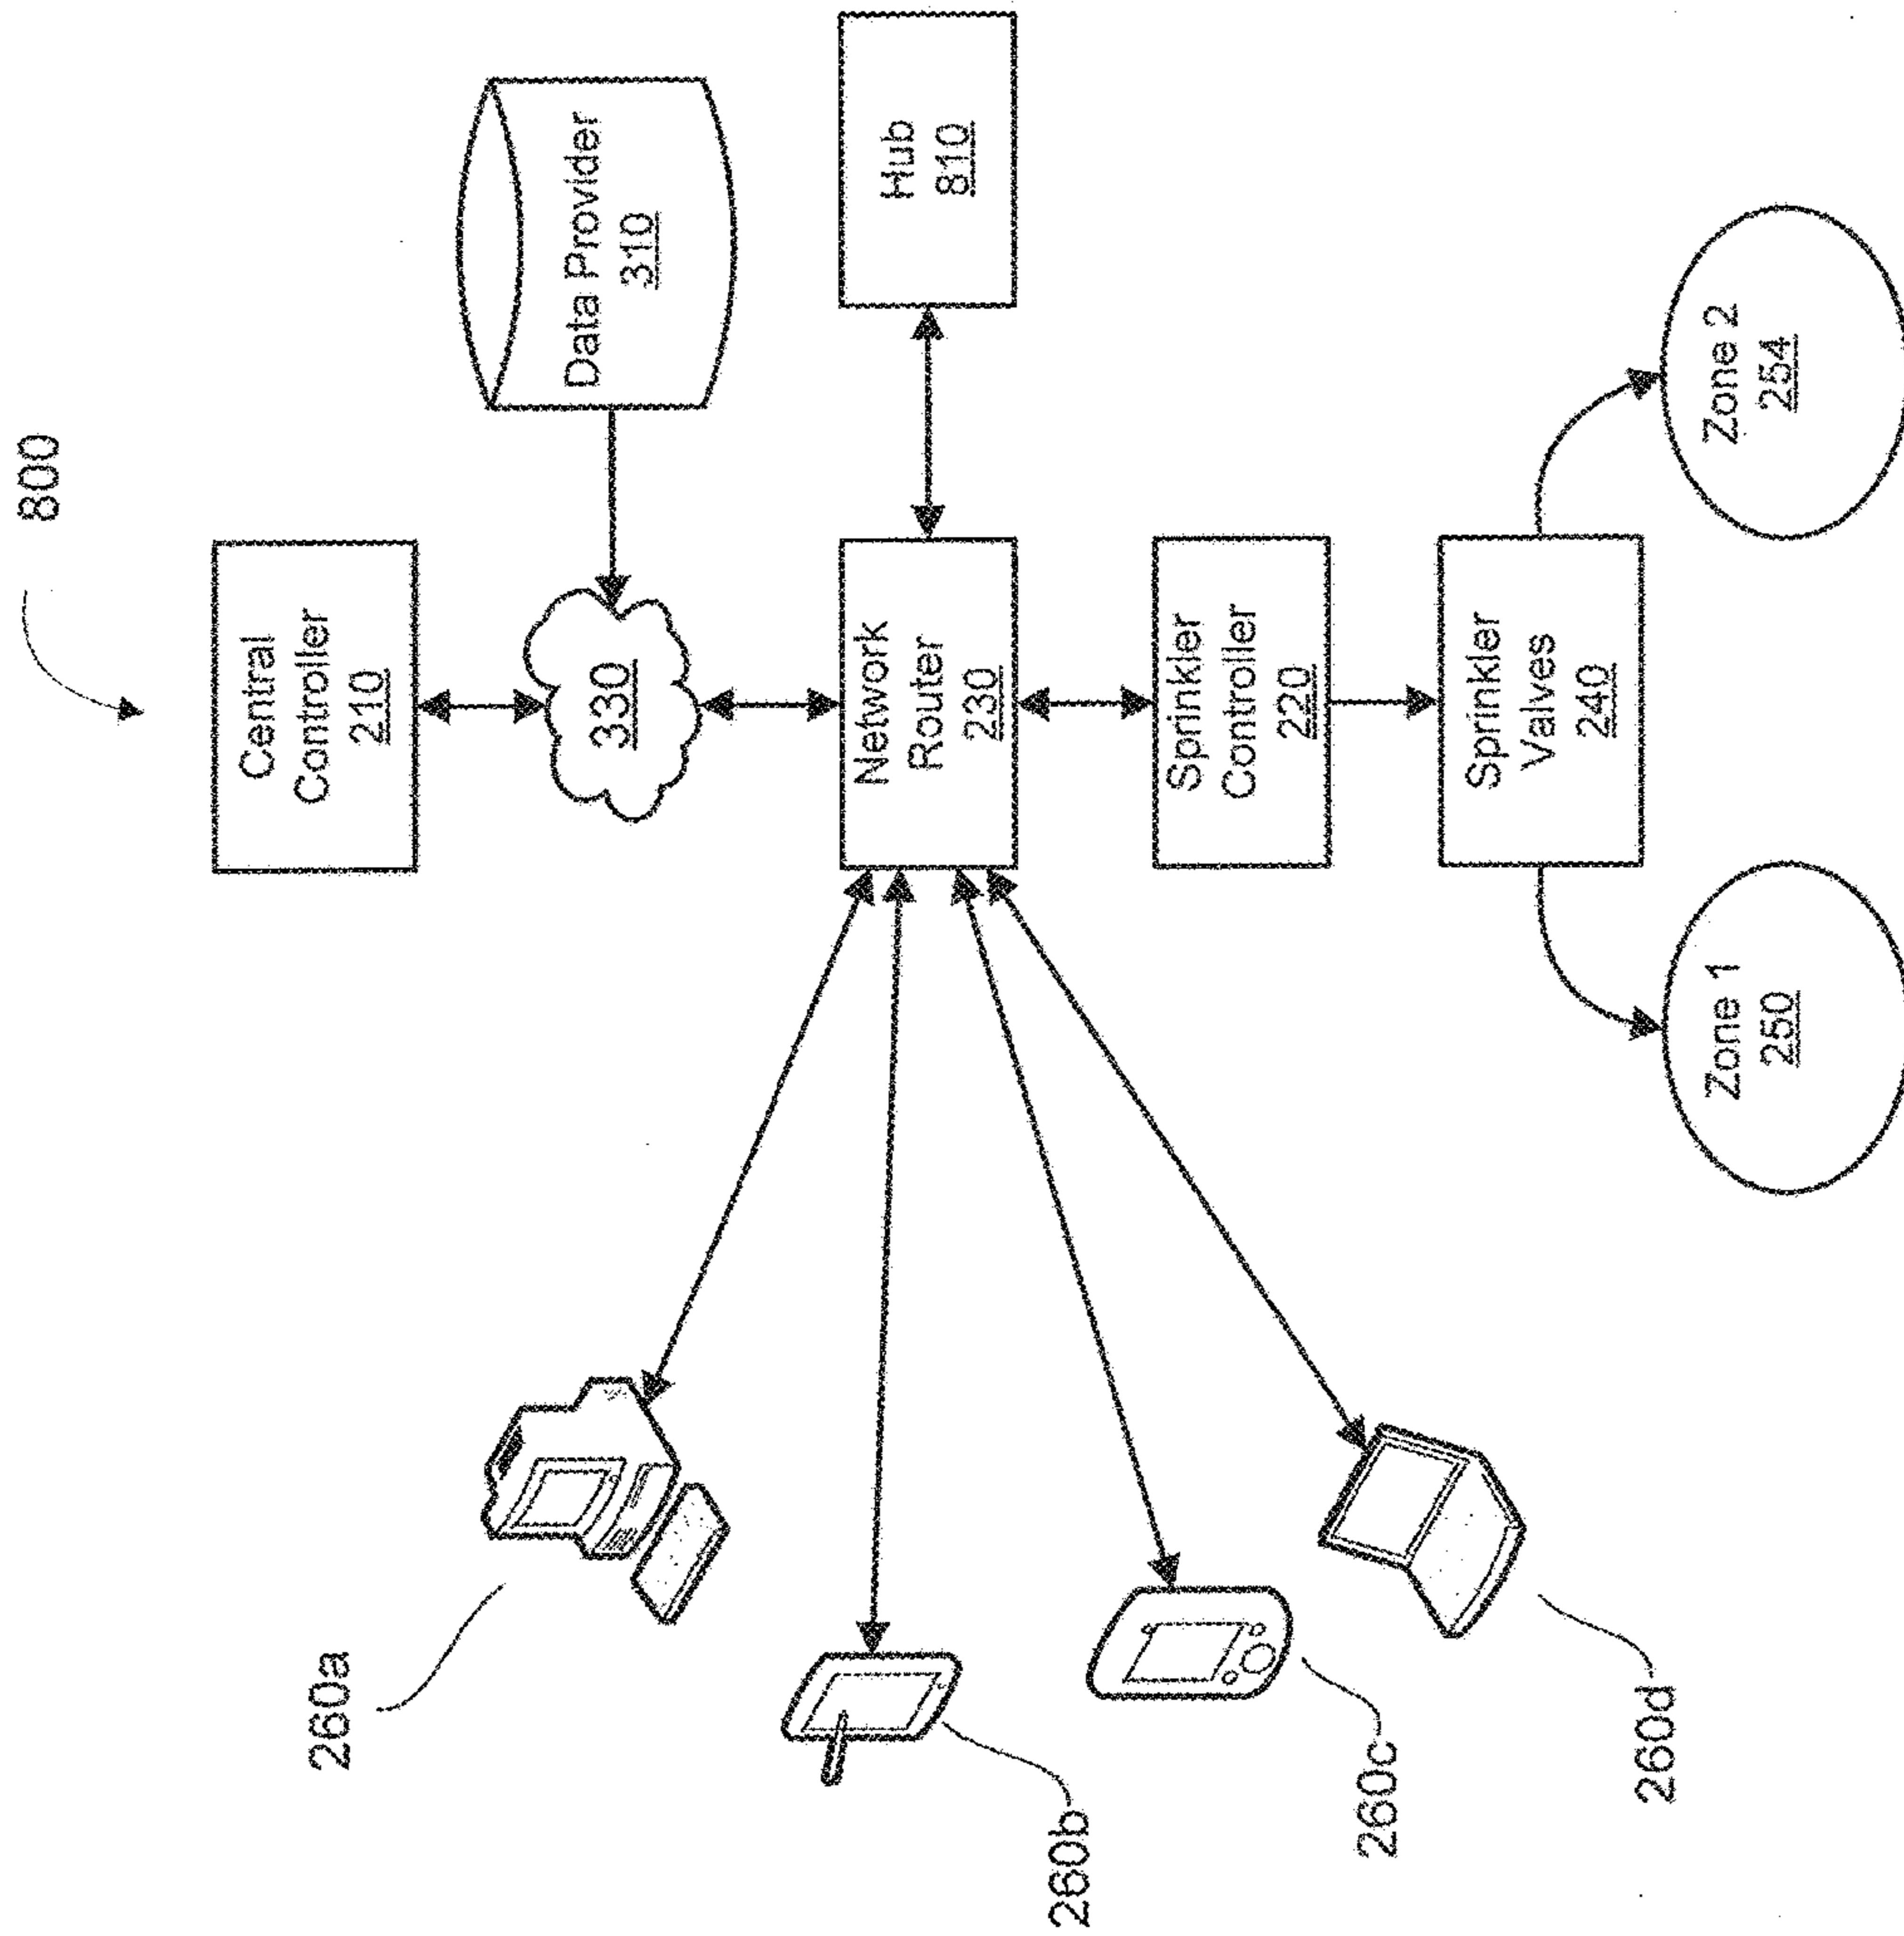 800
Central
Controller
210
330
Data Provider
310
Network
Router
230
Hub
810
Sprinkler
Controller
220
Sprinkler
Valves
240
Zone 1
250
Zone 2
254
260a
260b
260c
260d